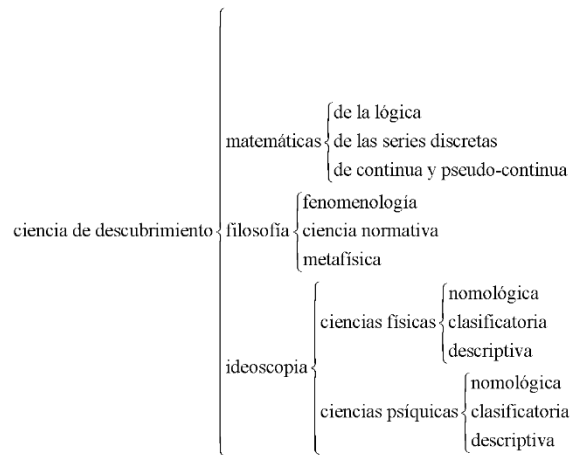 ciencia de descubrimiento
matemáticas
de la lógica
de las series discretas
de continua y pseudo-continua
filosofía
fenomenología
ciencia normativa
metafísica
ideoscopia
ciencias físicas
nomológica
clasificatoria
descriptiva
ciencias psíquicas
nomológica
clasificatoria
descriptiva